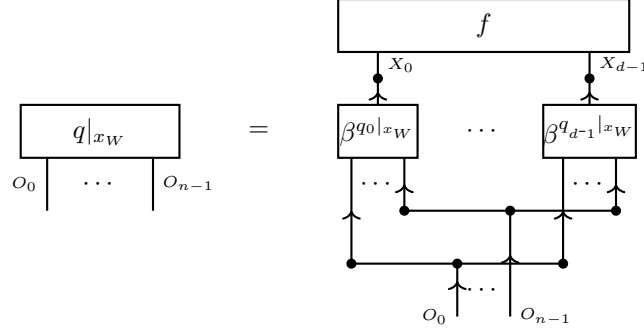 f
X_0 X_{d−1}
q|_{x_W} = β^{q_0|_{x_W}} ⋯ β^{q_{d−1}|_{x_W}}
O_0 ⋯ O_{n−1} ⋯ ⋯
O_0 ⋯ O_{n−1}